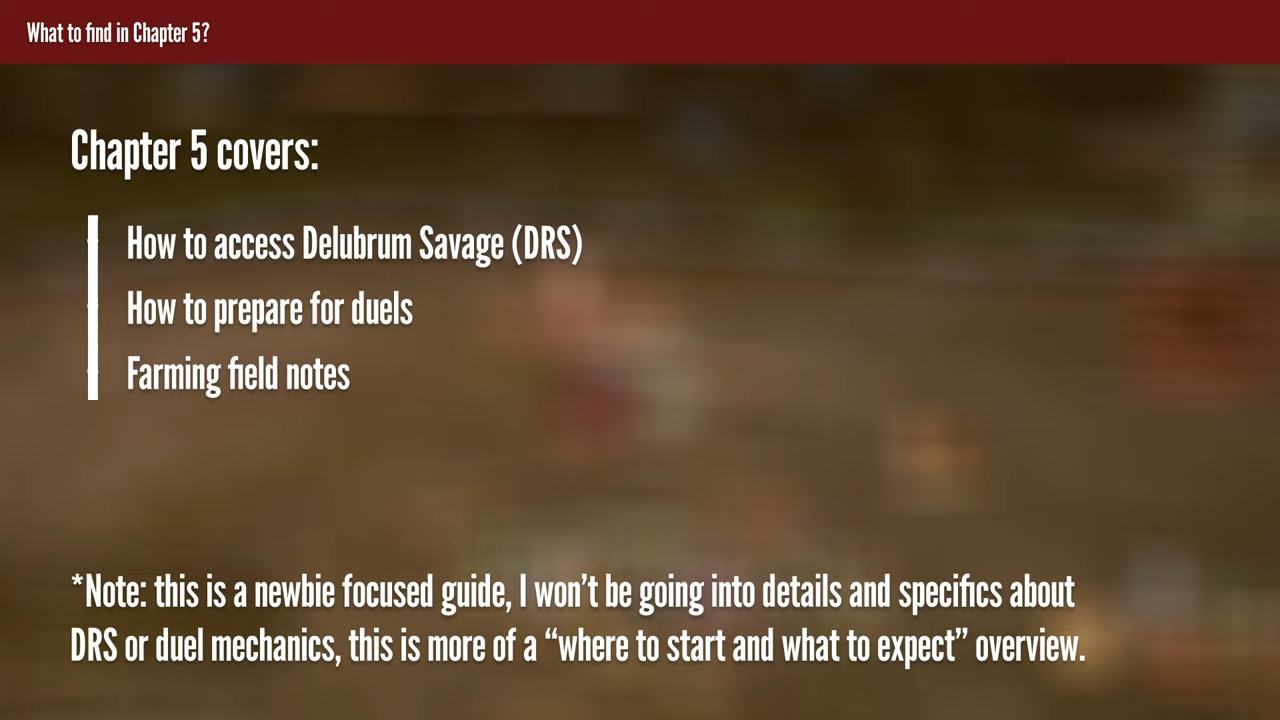 What to find in Chapter 5?
Chapter 5 covers:
How to access Delubrum Savage (DRS)
How to prepare for duels
Farming field notes
*Note: this is a newbie focused guide, I won’t be going into details and specifics about
DRS or duel mechanics, this is more of a “where to start and what to expect” overview.